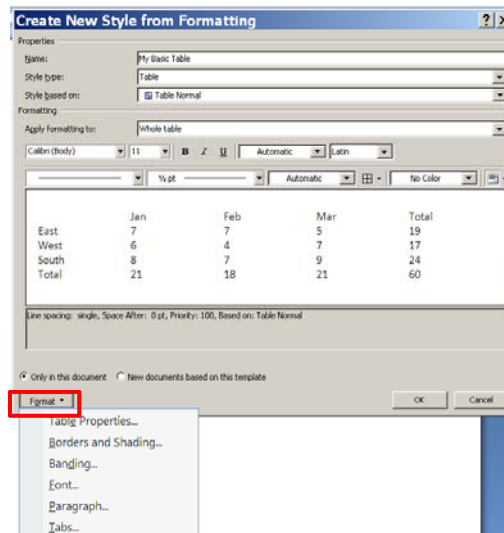 Create New Style from Formatting
Properties
Name: My Basic Table
Style type: Table
Style based on: Table Normal
Formatting
Apply formatting to: Whole table
Calibri (Body) 11 B I U Automatic Latin
½ pt Automatic No Color
Jan Feb Mar Total
East 7 7 5 19
West 6 4 7 17
South 8 7 9 24
Total 21 18 21 60
Line spacing: single, Space After: 0 pt, Priority: 100, Based on: Table Normal
Only in this document New documents based on this template
Format OK Cancel
Table Properties...
Borders and Shading...
Banding...
Font...
Paragraph...
Tabs...